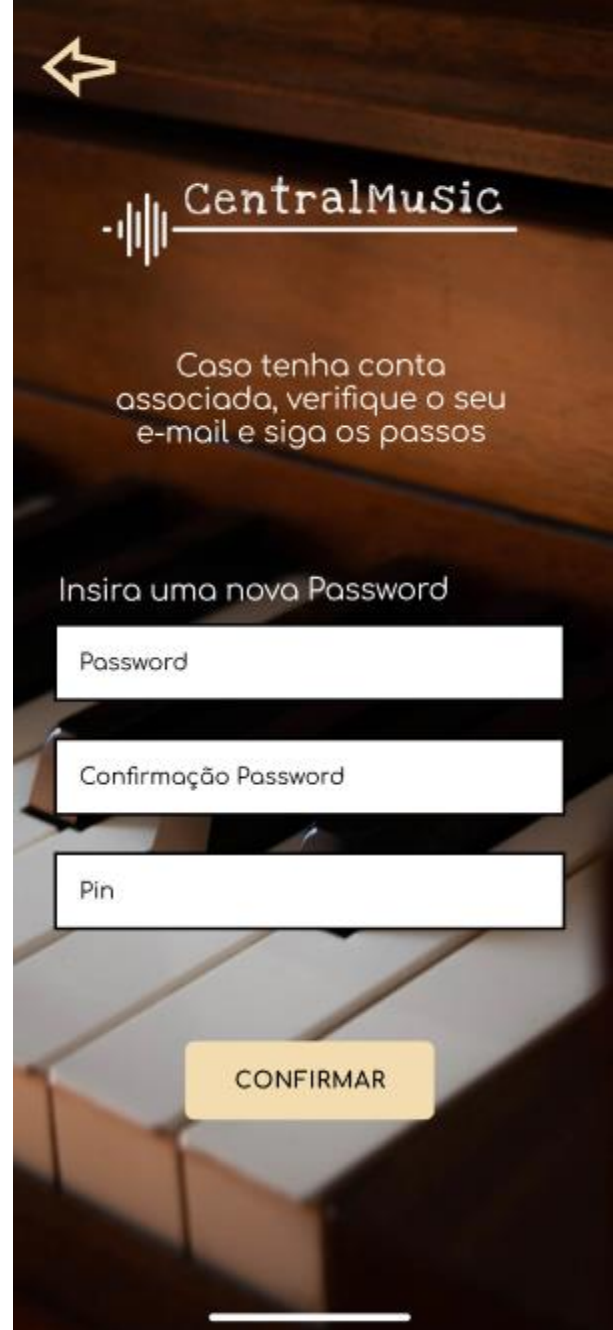 CentralMusic
Caso tenha conta
associada, verifique o seu
e-mail e siga os passos
Insira uma nova Password
Password
Confirmação Password
Pin
CONFIRMAR